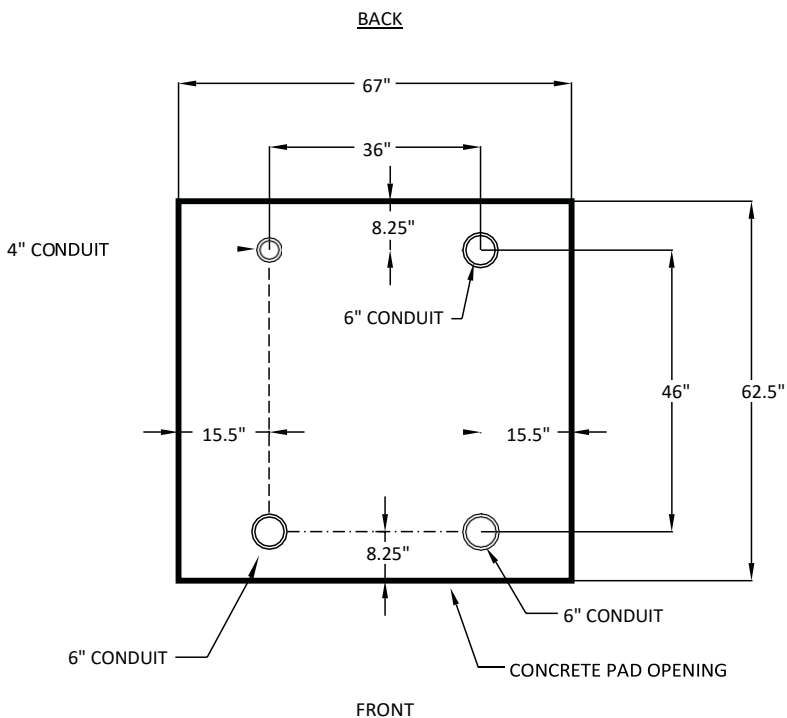 BACK
67"
36"
8.25"
4" CONDUIT
6" CONDUIT
46"
62.5"
15.5"
15.5"
8.25"
6" CONDUIT
6" CONDUIT
CONCRETE PAD OPENING
FRONT